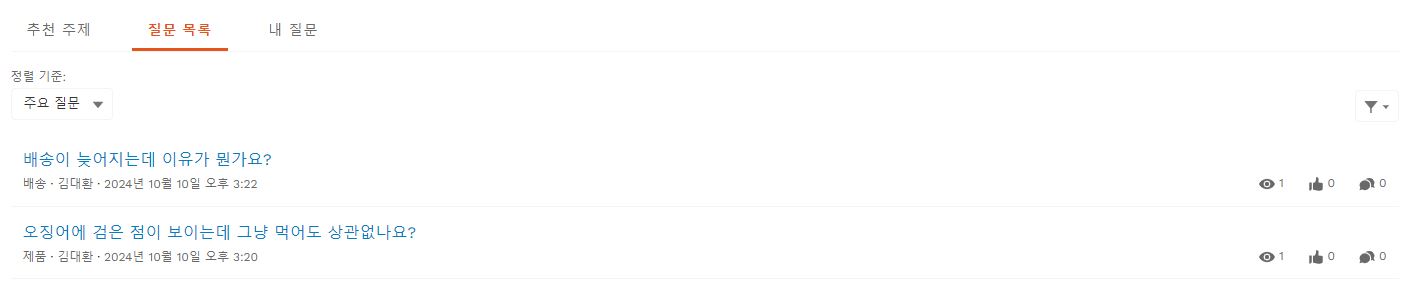 추천 주제 질문 목록 내 질문
정렬 기준:
주요 질문
배송이 늦어지는데 이유가 뭔가요?
배송 · 김대환 · 2024년 10월 10일 오후 3:22 1 0 0
오징어에 검은 점이 보이는데 그냥 먹어도 상관없나요?
제품 · 김대환 · 2024년 10월 10일 오후 3:20 1 0 0